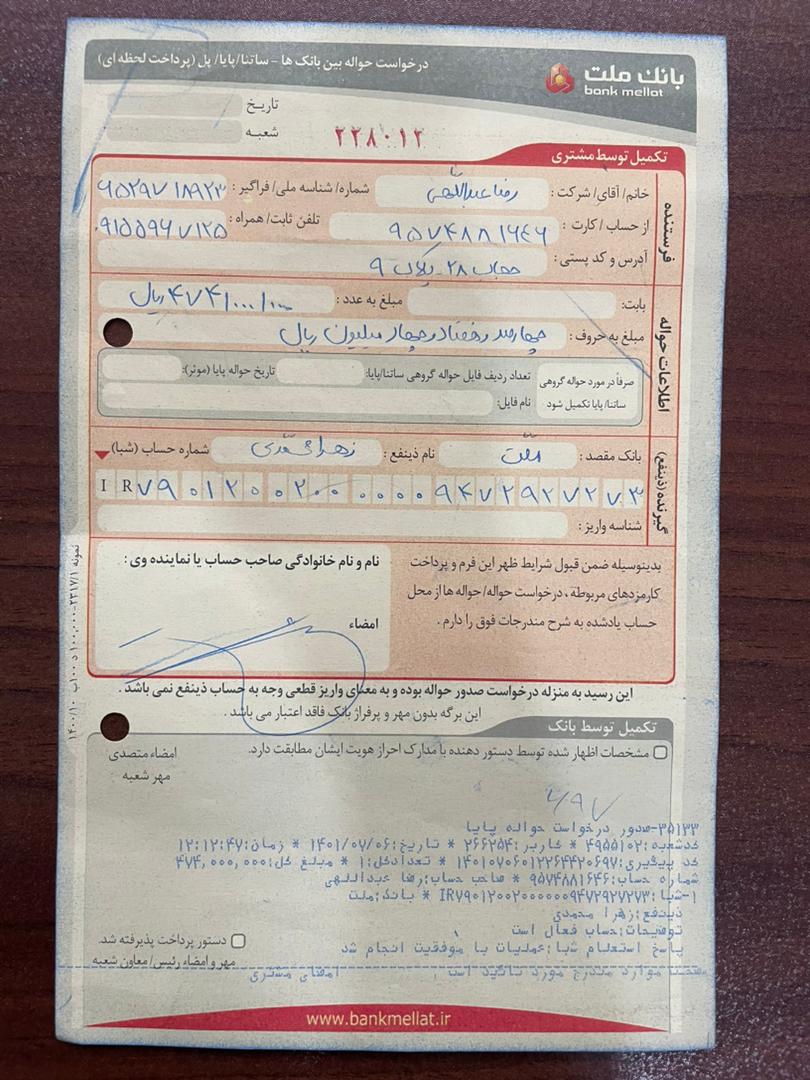 درخواست حواله بین بانک ها - ساتنا/پایا/ پل (پرداخت لحظه ای)
بانک ملت
bank mellat
تاریخ
شعبه
۲۲۸۰۱۲
تکمیل توسط مشتری
فرستنده
خانم/ آقای/ شرکت: رضا عبداللهی شماره/ شناسه ملی/ فراگیر:
از حساب / کارت: ۹۵۷۴۸۸۱۶۴۶ تلفن ثابت/ همراه: ۰۹۱۵۵۹۹۷۱۲۵
آدرس و کد پستی: ۲۸ پلاک ۹
اطلاعات حواله
بابت: مبلغ به عدد: ۴۷۴/۰۰۰/۰۰۰ ریال
مبلغ به حروف: چهارصد و هفتاد و چهار میلیون ریال
صرفاً در مورد حواله گروهی ساتنا/پایا تکمیل شود
تعداد ردیف فایل حواله گروهی ساتنا/پایا: تاریخ حواله پایا (موثر):
نام فایل:
گیرنده (ذینفع)
بانک مقصد: ملت نام ذینفع: زهرا محمدی شماره حساب (شبا)
IR۷۹۰۱۲۰۰۲۰۰۰۰۰۰۹۴۷۲۹۲۷۲۷۳
شناسه واریز:
بدینوسیله ضمن قبول شرایط ظهر این فرم و پرداخت
کارمزدهای مربوطه، درخواست حواله/حواله ها از محل
حساب یادشده به شرح مندرجات فوق را دارم.
نام و نام خانوادگی صاحب حساب یا نماینده وی:
امضاء
این رسید به منزله درخواست صدور حواله بوده و به معنای واریز قطعی وجه به حساب ذینفع نمی باشد.
این برگه بدون مهر و پرفراژ بانک فاقد اعتبار می باشد.
نمونه ۲۳۱۷/۱-۱۰۰,۰۰۰ د ۱۰۰ب-۱۴۰۰/۱۰
تکمیل توسط بانک
مشخصات اظهار شده توسط دستور دهنده با مدارک احراز هویت ایشان مطابقت دارد.
امضاء متصدی
مهر شعبه
۳۵۱۳۳-صدور درخواست حواله پایا
کدشعبه:۴۹۵۵۱۰۲ * کاربر:۲۶۶۲۵۴ * تاریخ:۱۴۰۱/۰۷/۰۶ * زمان:۱۲:۱۲:۴۷
کد پیگیری:۱۴۰۱۰۷۰۶۰۱۲۲۶۴۴۲۰۶۹۷ * تعدادکل:۱ * مبلغ کل:۴۷۴,۰۰۰,۰۰۰
شماره حساب:۹۵۷۴۸۸۱۶۴۶ * صاحب حساب:رضا عبداللهی
۱-شبا:IR۷۹۰۱۲۰۰۲۰۰۰۰۰۰۹۴۷۲۹۲۷۲۷۳ * بانک:ملت
ذینفع:زهرا محمدی
توضیحات:حساب فعال است
پاسخ استعلام شبا:عملیات با موفقیت انجام شد
صحت موارد مندرج مورد تائید است امضای مشتری
دستور پرداخت پذیرفته شد.
مهر و امضاء رئیس/ معاون شعبه
www.bankmellat.ir